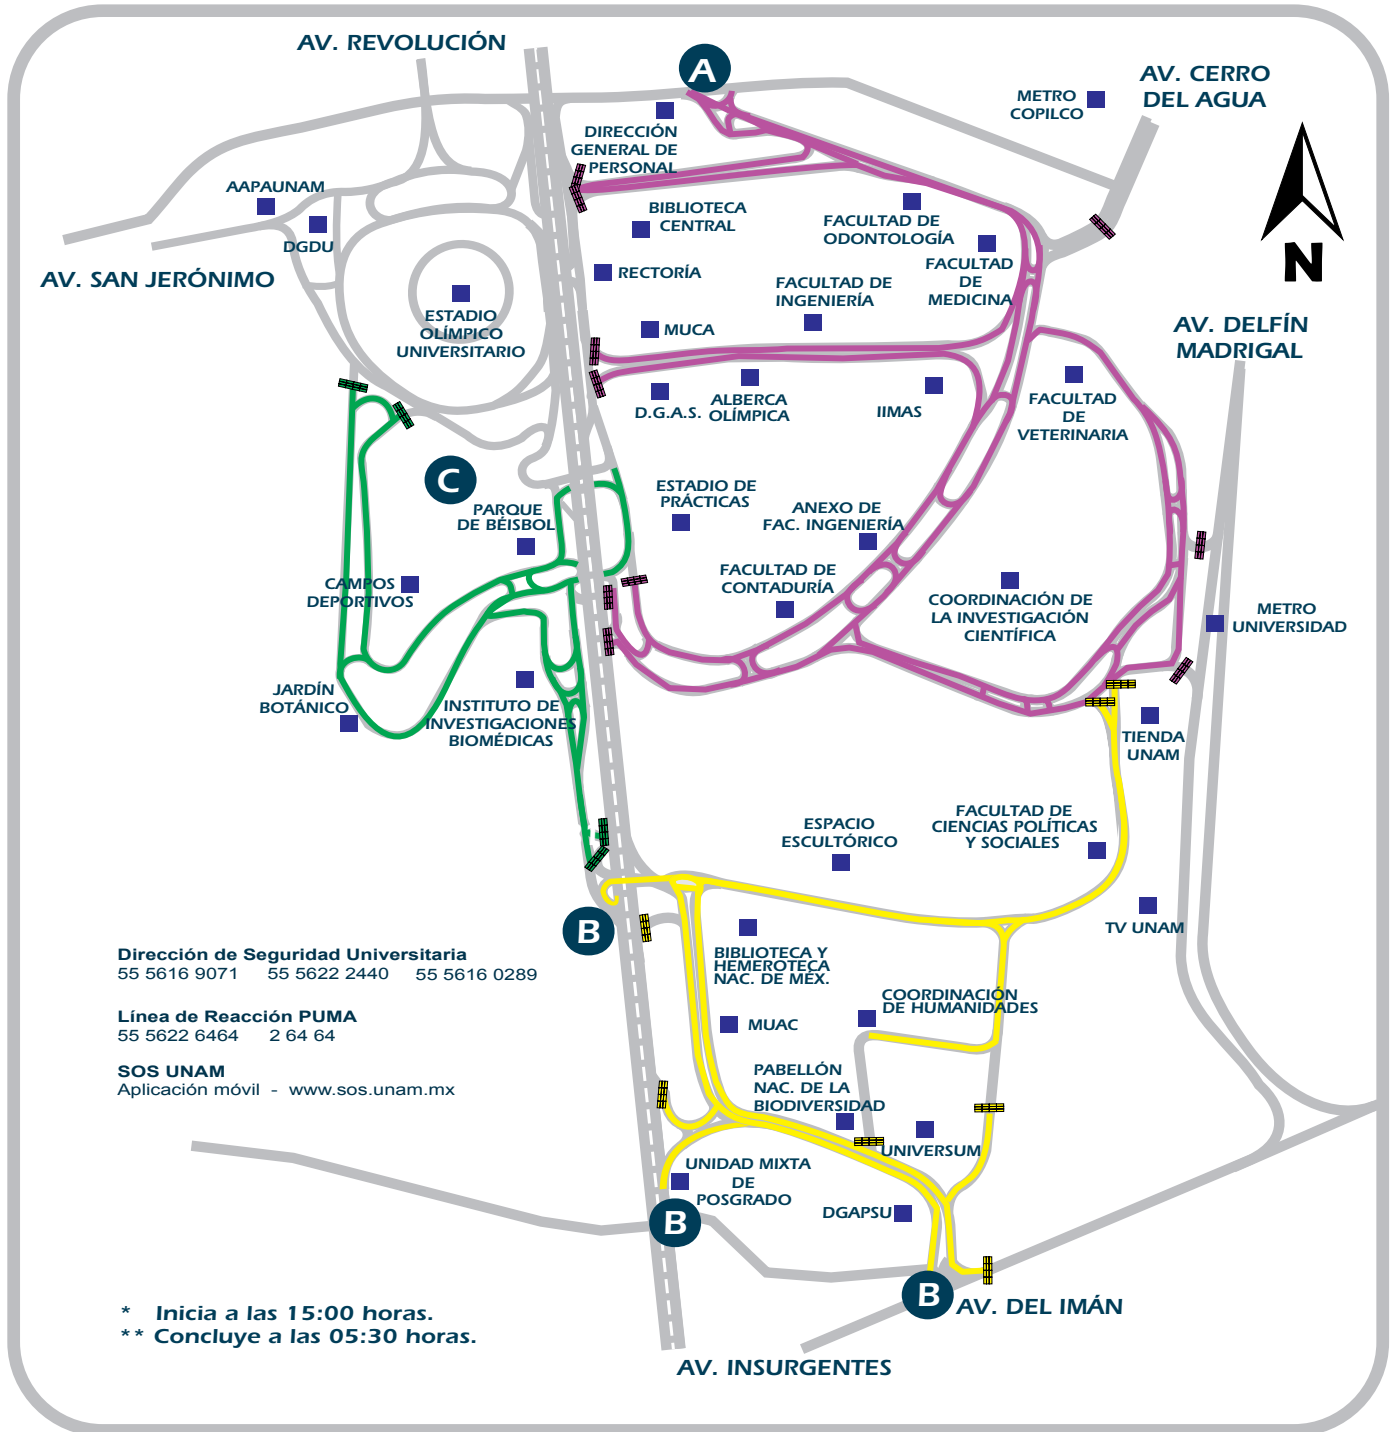 AV. REVOLUCIÓN
A
AV. CERRO
DEL AGUA
METRO
COPILCO
DIRECCIÓN
GENERAL DE
PERSONAL
AAPAUNAM
DGDU
BIBLIOTECA
CENTRAL
FACULTAD DE
ODONTOLOGÍA
AV. SAN JERÓNIMO
RECTORÍA
FACULTAD
DE
MEDICINA
N
FACULTAD DE
INGENIERÍA
ESTADIO
OLÍMPICO
UNIVERSITARIO
MUCA
AV. DELFÍN
MADRIGAL
D.G.A.S.
ALBERCA
OLÍMPICA
IIMAS
FACULTAD
DE
VETERINARIA
C
PARQUE
DE BÉISBOL
ESTADIO DE
PRÁCTICAS
ANEXO DE
FAC. INGENIERÍA
CAMPOS
DEPORTIVOS
FACULTAD DE
CONTADURÍA
COORDINACIÓN DE
LA INVESTIGACIÓN
CIENTÍFICA
METRO
UNIVERSIDAD
JARDÍN
BOTÁNICO
INSTITUTO DE
INVESTIGACIONES
BIOMÉDICAS
TIENDA
UNAM
ESPACIO
ESCULTÓRICO
FACULTAD DE
CIENCIAS POLÍTICAS
Y SOCIALES
B
TV UNAM
BIBLIOTECA Y
HEMEROTECA
NAC. DE MÉX.
Dirección de Seguridad Universitaria
55 5616 9071 55 5622 2440 55 5616 0289
COORDINACIÓN
DE HUMANIDADES
MUAC
Línea de Reacción PUMA
55 5622 6464 2 64 64
SOS UNAM
Aplicación móvil - www.sos.unam.mx
PABELLÓN
NAC. DE LA
BIODIVERSIDAD
UNIVERSUM
UNIDAD MIXTA
DE
POSGRADO
DGAPSU
B
B
AV. DEL IMÁN
* Inicia a las 15:00 horas.
** Concluye a las 05:30 horas.
AV. INSURGENTES